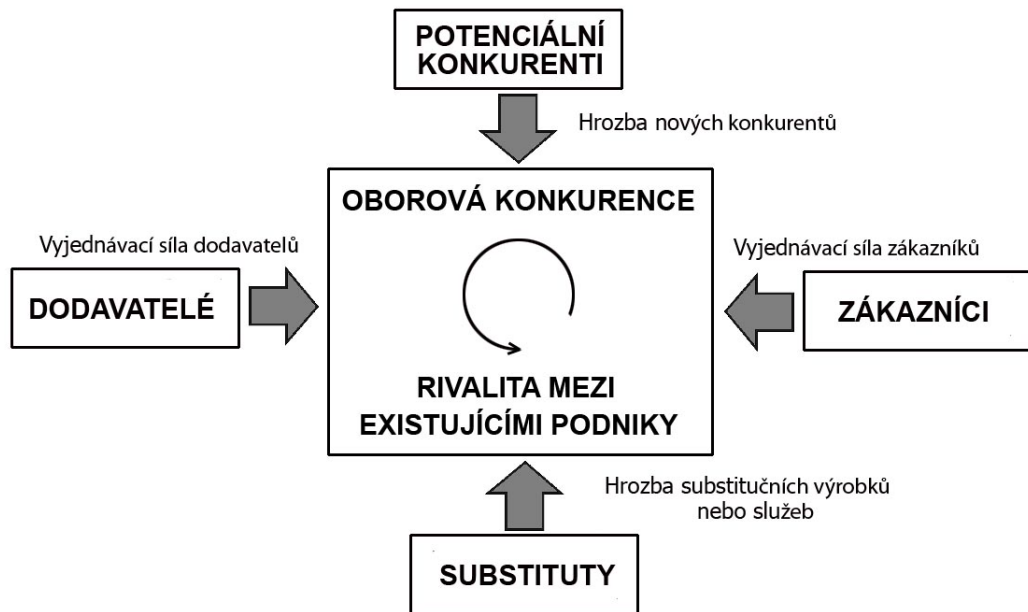 POTENCIÁLNÍ
KONKURENTI
Hrozba nových konkurentů
OBOROVÁ KONKURENCE
Vyjednávací síla dodavatelů
Vyjednávací síla zákazníků
DODAVATELÉ
ZÁKAZNÍCI
RIVALITA MEZI
EXISTUJÍCÍMI PODNIKY
Hrozba substitučních výrobků
nebo služeb
SUBSTITUTY